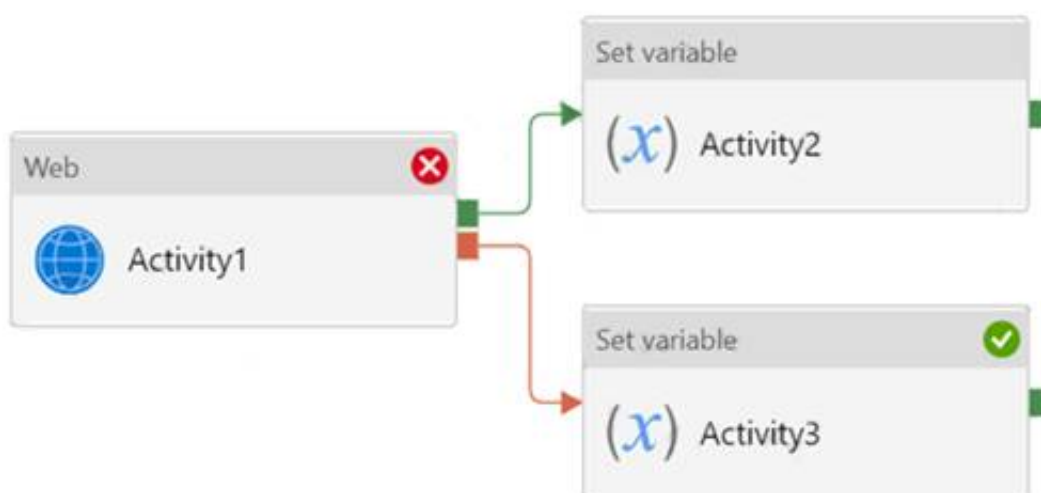 Set variable
(x) Activity2
Web
Activity1
Set variable
(x) Activity3